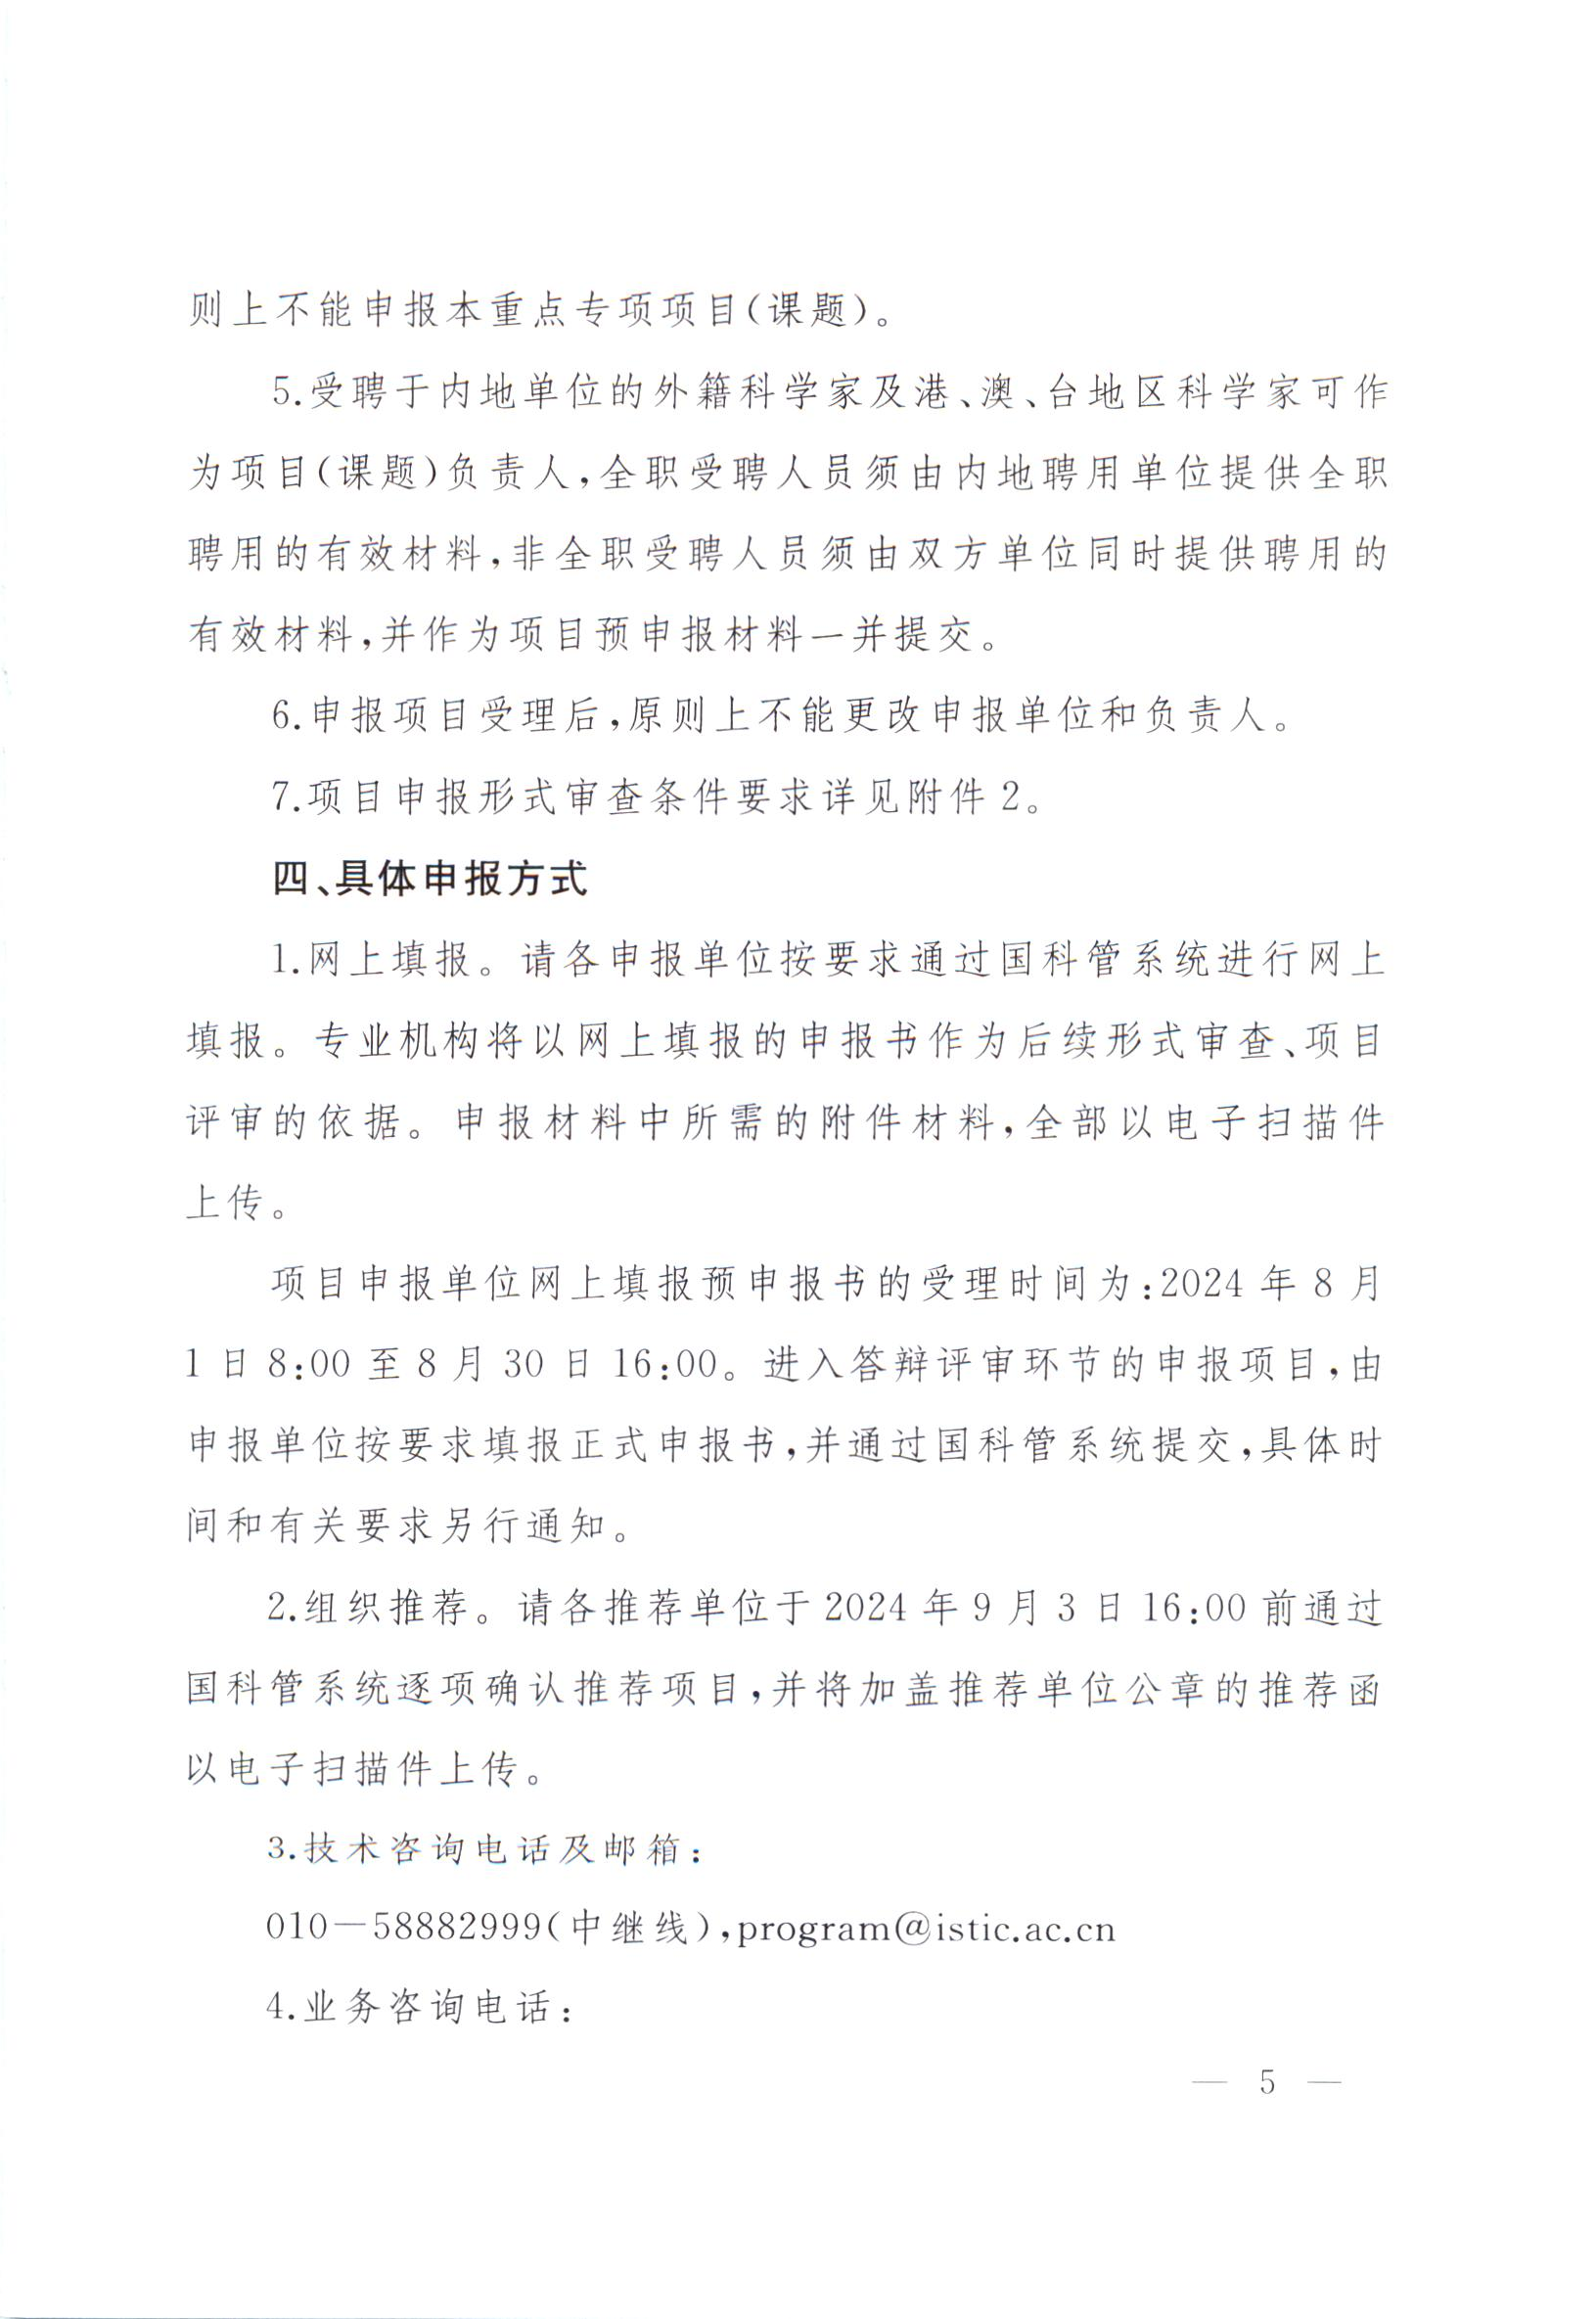 则上不能申报本重点专项项目(课题)。
5.受聘于内地单位的外籍科学家及港、澳、台地区科学家可作
为项目(课题)负责人,全职受聘人员须由内地聘用单位提供全职
聘用的有效材料,非全职受聘人员须由双方单位同时提供聘用的
有效材料,并作为项目预申报材料一并提交。
6.申报项目受理后,原则上不能更改申报单位和负责人。
7.项目申报形式审查条件要求详见附件2。
四、具体申报方式
1.网上填报。请各申报单位按要求通过国科管系统进行网上
填报。专业机构将以网上填报的申报书作为后续形式审查、项目
评审的依据。申报材料中所需的附件材料,全部以电子扫描件
上传。
项目申报单位网上填报预申报书的受理时间为:2024年8月
1日8:00至8月30日16:00。进入答辩评审环节的申报项目,由
申报单位按要求填报正式申报书,并通过国科管系统提交,具体时
间和有关要求另行通知。
2.组织推荐。请各推荐单位于2024年9月3日16:00前通过
国科管系统逐项确认推荐项目,并将加盖推荐单位公章的推荐函
以电子扫描件上传。
3.技术咨询电话及邮箱:
010—58882999(中继线),program@istic.ac.cn
4.业务咨询电话:
— 5 —